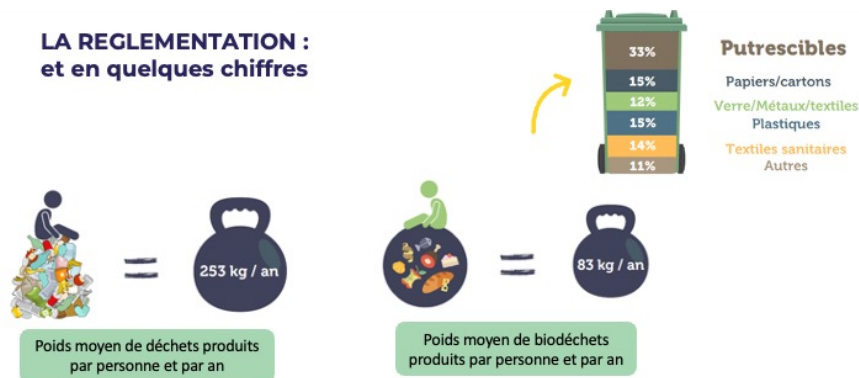 LA REGLEMENTATION :
et en quelques chiffres
33%
15%
12%
15%
14%
11%
Putrescibles
Papiers/cartons
Verre/Métaux/textiles
Plastiques
Textiles sanitaires
Autres
253 kg / an
83 kg / an
Poids moyen de déchets produits
par personne et par an
Poids moyen de biodéchets
produits par personne et par an